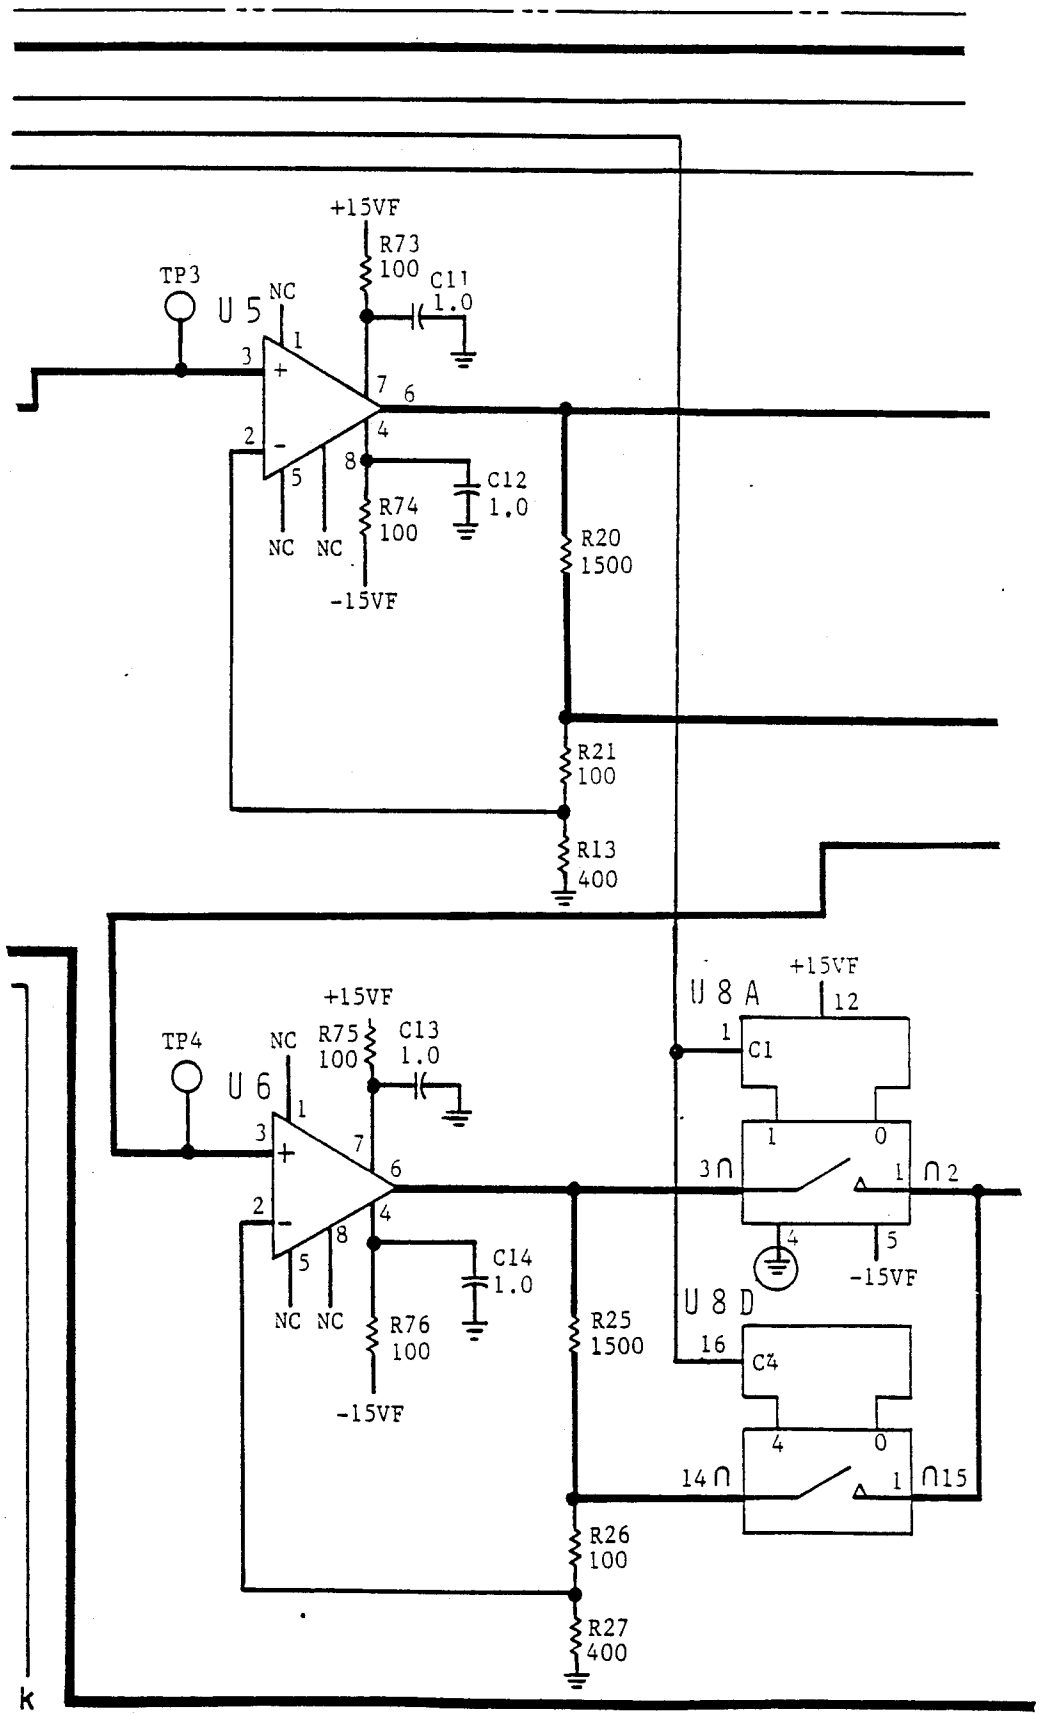 +15VF
R73
100
C11
1.0
TP3
NC
U5
1
3
+
7
6
4
2
-
5
8
C12
1.0
R74
100
NC
NC
-15VF
R20
1500
R21
100
R13
400
+15VF
12
U8A
1
C1
1
0
3∩
1
∩2
4
5
-15VF
+15VF
R75
100
C13
1.0
TP4
NC
U6
1
3
+
7
6
4
2
-
5
8
C14
1.0
NC
NC
R76
100
-15VF
R25
1500
U8D
16
C4
4
0
14∩
1
∩15
R26
100
R27
400
k